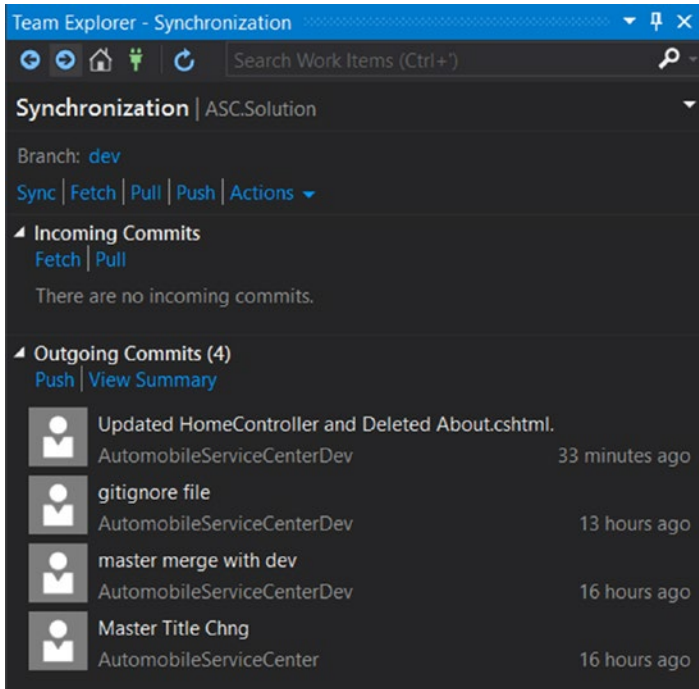 Team Explorer - Synchronization
Search Work Items (Ctrl+')
Synchronization | ASC.Solution
Branch: dev
Sync | Fetch | Pull | Push | Actions
Incoming Commits
Fetch | Pull
There are no incoming commits.
Outgoing Commits (4)
Push | View Summary
Updated HomeController and Deleted About.cshtml.
AutomobileServiceCenterDev 33 minutes ago
gitignore file
AutomobileServiceCenterDev 13 hours ago
master merge with dev
AutomobileServiceCenterDev 16 hours ago
Master Title Chng
AutomobileServiceCenter 16 hours ago